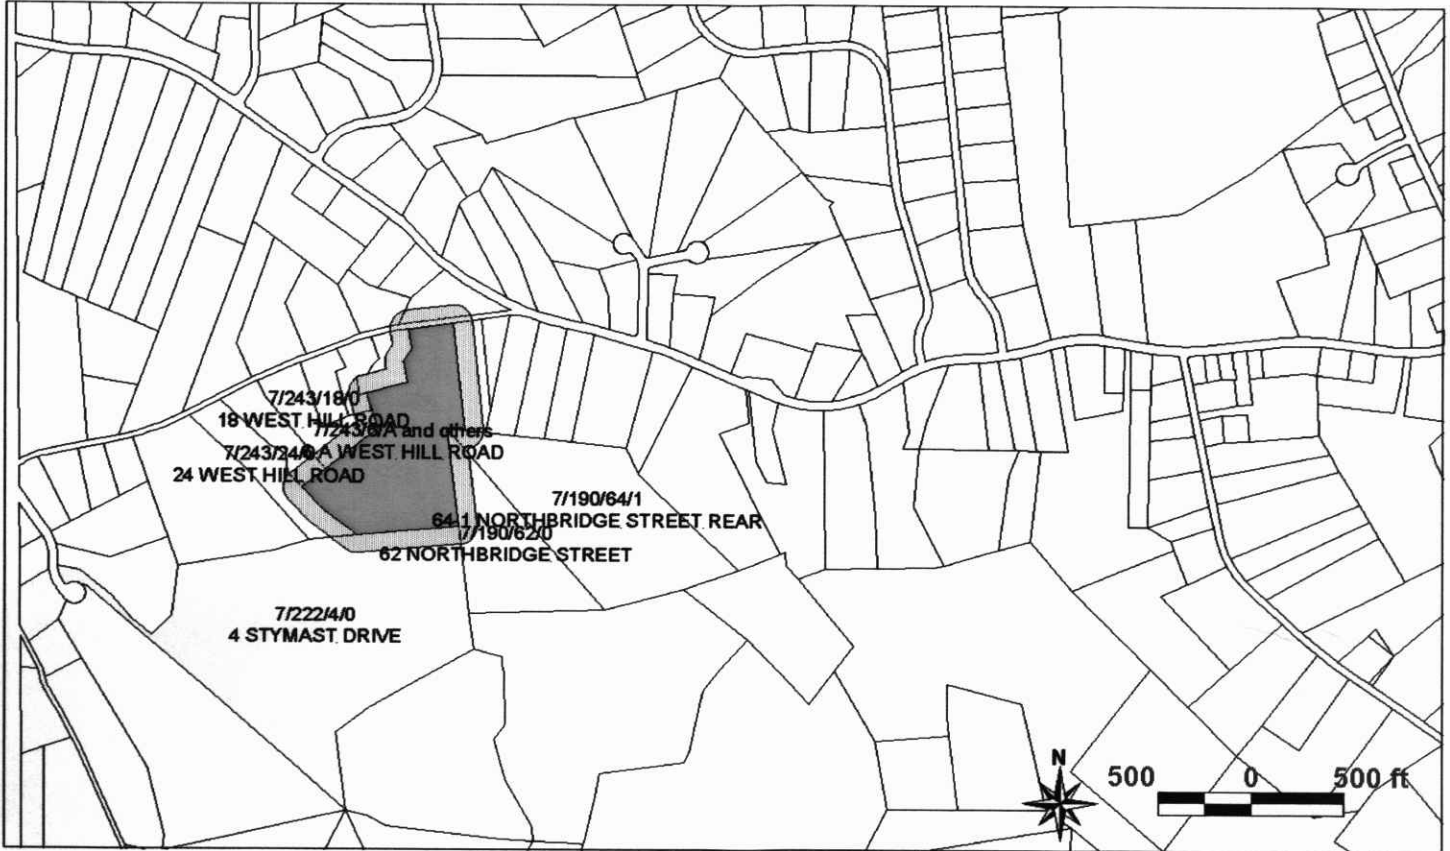 7/243/18/0
18 WEST HILL ROAD
7/243/6/A and others
7/243/24/0
6 A WEST HILL ROAD
24 WEST HILL ROAD
7/190/64/1
64-1 NORTHBRIDGE STREET REAR
7/190/62/0
62 NORTHBRIDGE STREET
7/222/4/0
4 STYMAST DRIVE
N
500 0 500 ft